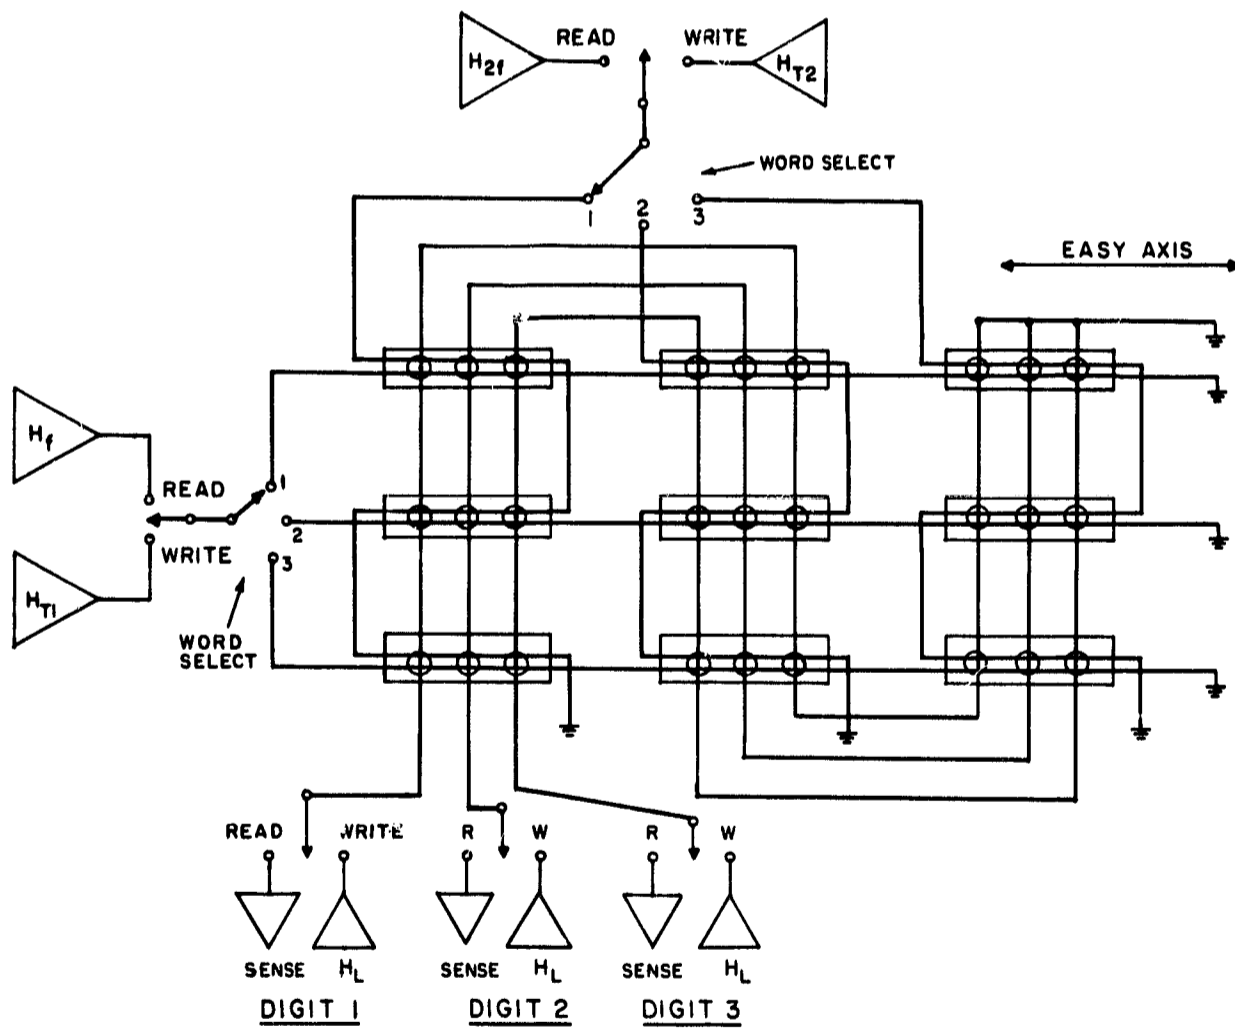 READ WRITE
H2f HT2
WORD SELECT
1 2 3
EASY AXIS
Hf
READ
1
2
WRITE
3
HT1
WORD
SELECT
READ WRITE R W R W
SENSE HL SENSE HL SENSE HL
DIGIT 1 DIGIT 2 DIGIT 3